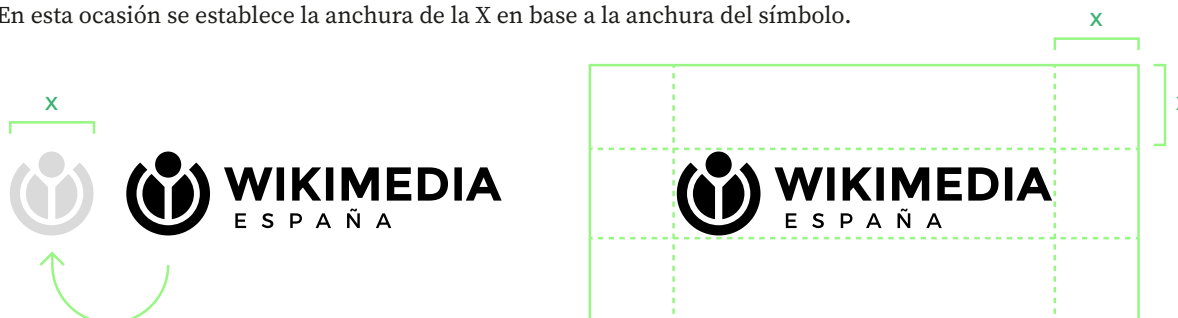 En esta ocasión se establece la anchura de la X en base a la anchura del símbolo.
X
X
WIKIMEDIA
ESPAÑA
WIKIMEDIA
ESPAÑA